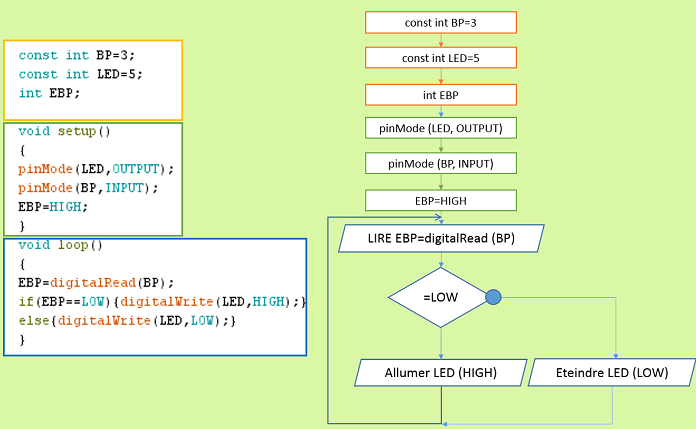 const int BP=3;
const int LED=5;
int EBP;
void setup()
{
pinMode(LED,OUTPUT);
pinMode(BP,INPUT);
EBP=HIGH;
}
void loop()
{
EBP=digitalRead(BP);
if(EBP==LOW){digitalWrite(LED,HIGH);}
else{digitalWrite(LED,LOW);}
}
const int BP=3
const int LED=5
int EBP
pinMode (LED, OUTPUT)
pinMode (BP, INPUT)
EBP=HIGH
LIRE EBP=digitalRead (BP)
=LOW
Allumer LED (HIGH)
Eteindre LED (LOW)